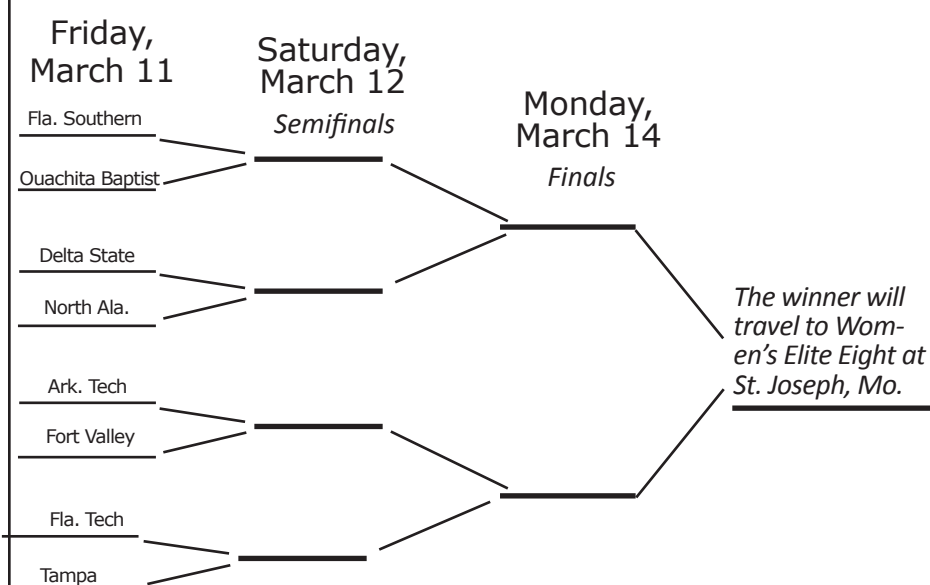 Friday,
March 11
Saturday,
March 12
Semifinals
Monday,
March 14
Finals
Fla. Southern
Ouachita Baptist
Delta State
North Ala.
Ark. Tech
Fort Valley
Fla. Tech
Tampa
The winner will
travel to Wom-
en's Elite Eight at
St. Joseph, Mo.